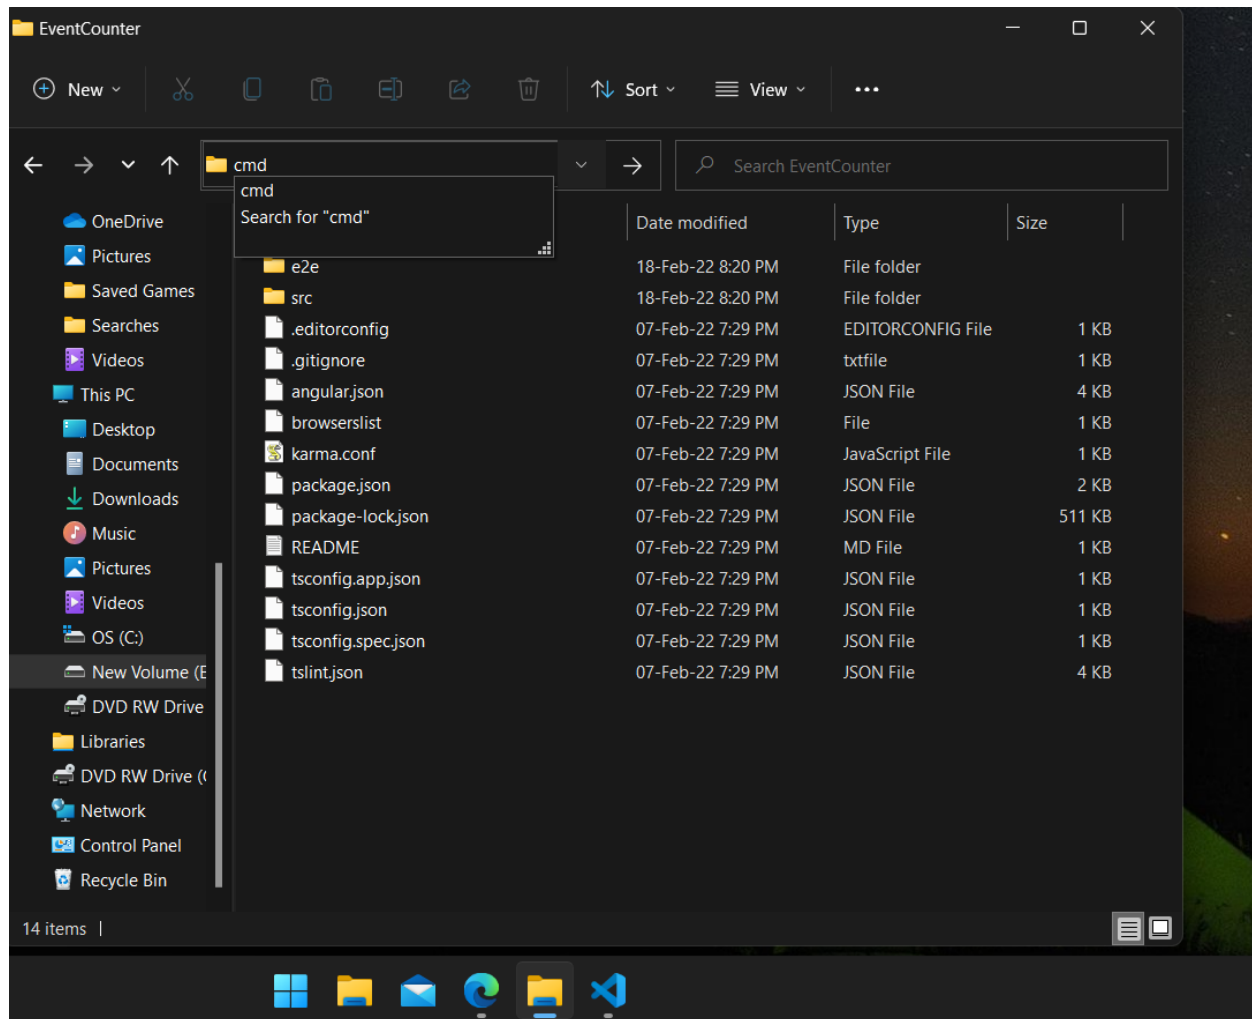 EventCounter
New
Sort
View
cmd
Search EventCounter
cmd
Search for "cmd"
Date modified Type Size
OneDrive
Pictures
Saved Games
Searches
Videos
This PC
Desktop
Documents
Downloads
Music
Pictures
Videos
OS (C:)
New Volume (E
DVD RW Drive
Libraries
DVD RW Drive (
Network
Control Panel
Recycle Bin
e2e 18-Feb-22 8:20 PM File folder
src 18-Feb-22 8:20 PM File folder
.editorconfig 07-Feb-22 7:29 PM EDITORCONFIG File 1 KB
.gitignore 07-Feb-22 7:29 PM txtfile 1 KB
angular.json 07-Feb-22 7:29 PM JSON File 4 KB
browserslist 07-Feb-22 7:29 PM File 1 KB
karma.conf 07-Feb-22 7:29 PM JavaScript File 1 KB
package.json 07-Feb-22 7:29 PM JSON File 2 KB
package-lock.json 07-Feb-22 7:29 PM JSON File 511 KB
README 07-Feb-22 7:29 PM MD File 1 KB
tsconfig.app.json 07-Feb-22 7:29 PM JSON File 1 KB
tsconfig.json 07-Feb-22 7:29 PM JSON File 1 KB
tsconfig.spec.json 07-Feb-22 7:29 PM JSON File 1 KB
tslint.json 07-Feb-22 7:29 PM JSON File 4 KB
14 items